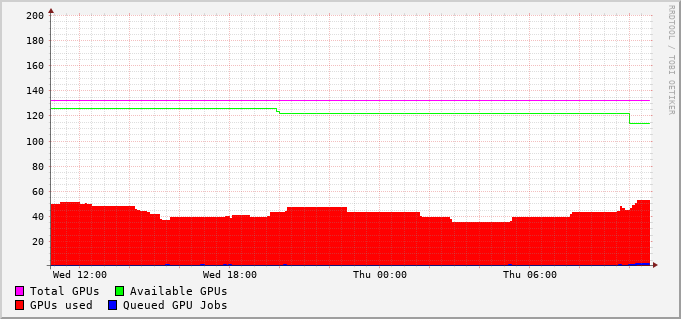 200
180
160
140
120
100
80
60
40
20
Wed 12:00 Wed 18:00 Thu 00:00 Thu 06:00
Total GPUs Available GPUs
GPUs used Queued GPU Jobs
RRDTOOL / TOBI OETIKER